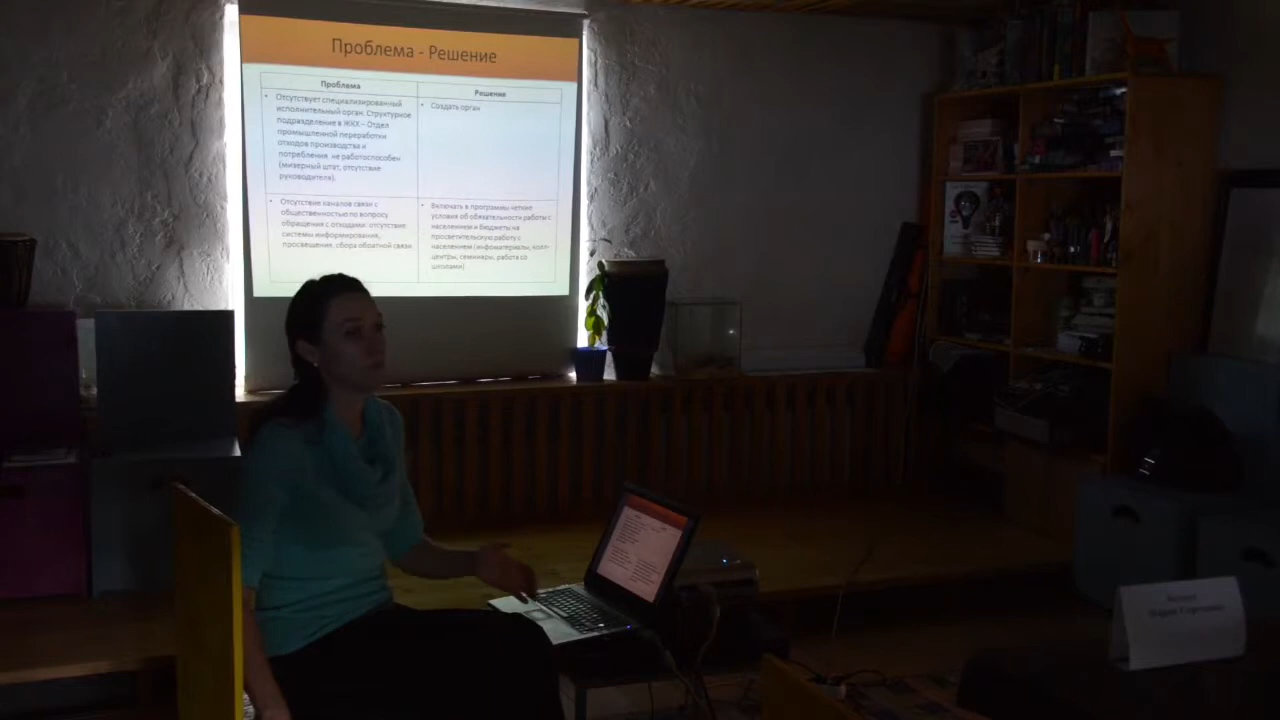 Проблема - Решение
Проблема
Решение
• Отсутствует специализированный
исполнительный орган. Структурное
подразделение в ЖКХ – Отдел
промышленной переработки
отходов производства и
потребления, не работоспособен
(мизерный штат, отсутствие
руководителя).
• Создать орган
• Отсутствие каналов связи с
общественностью по вопросу
обращения с отходами: отсутствие
системы информирования,
просвещения, сбора обратной связи
• Включать в программы четкие
условия об обязательности работы с
населением и бюджеты на
просветительскую работу с
населением (инфоматериалы, колл-
центры, семинары, работа со
школами)